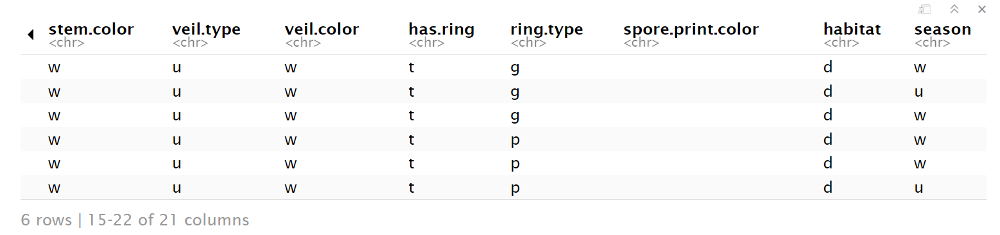 stem.color veil.type veil.color has.ring ring.type spore.print.color habitat season
<chr> <chr> <chr> <chr> <chr> <chr> <chr> <chr>
w u w t g d w
w u w t g d u
w u w t g d w
w u w t p d w
w u w t p d w
w u w t p d u
6 rows | 15-22 of 21 columns